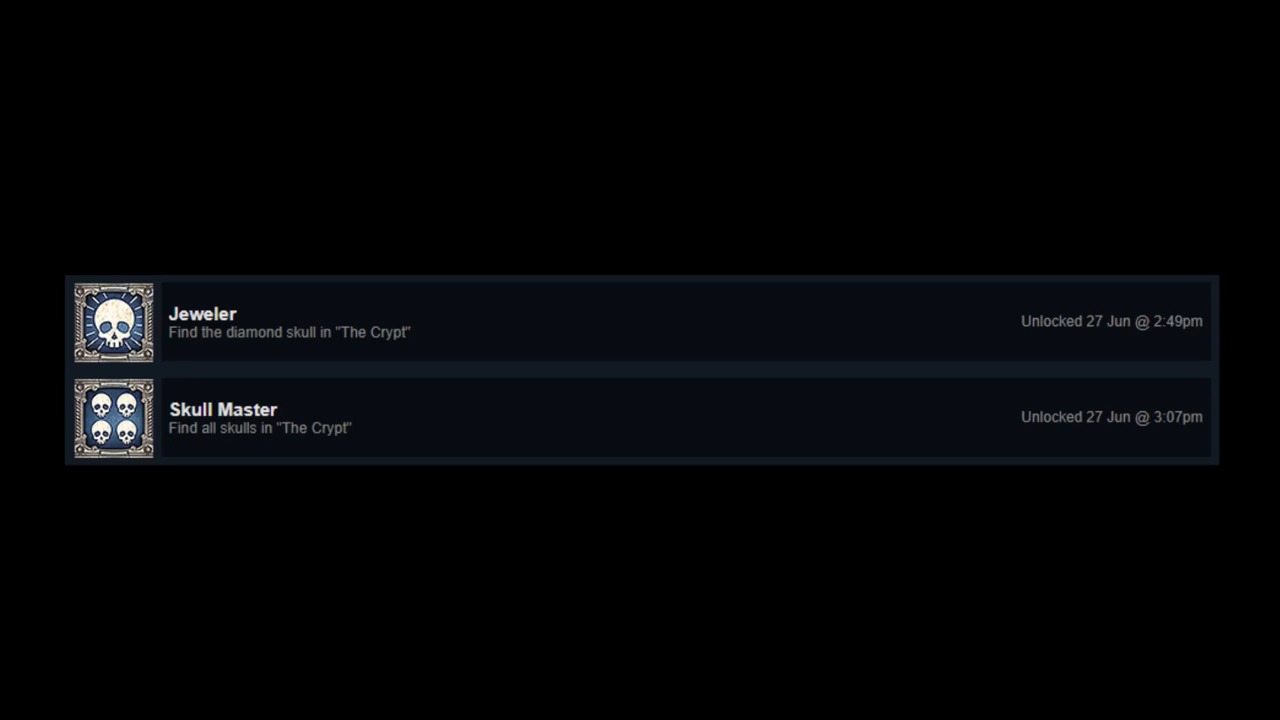 Jeweler
Find the diamond skull in "The Crypt"
Unlocked 27 Jun @ 2:49pm
Skull Master
Find all skulls in "The Crypt"
Unlocked 27 Jun @ 3:07pm